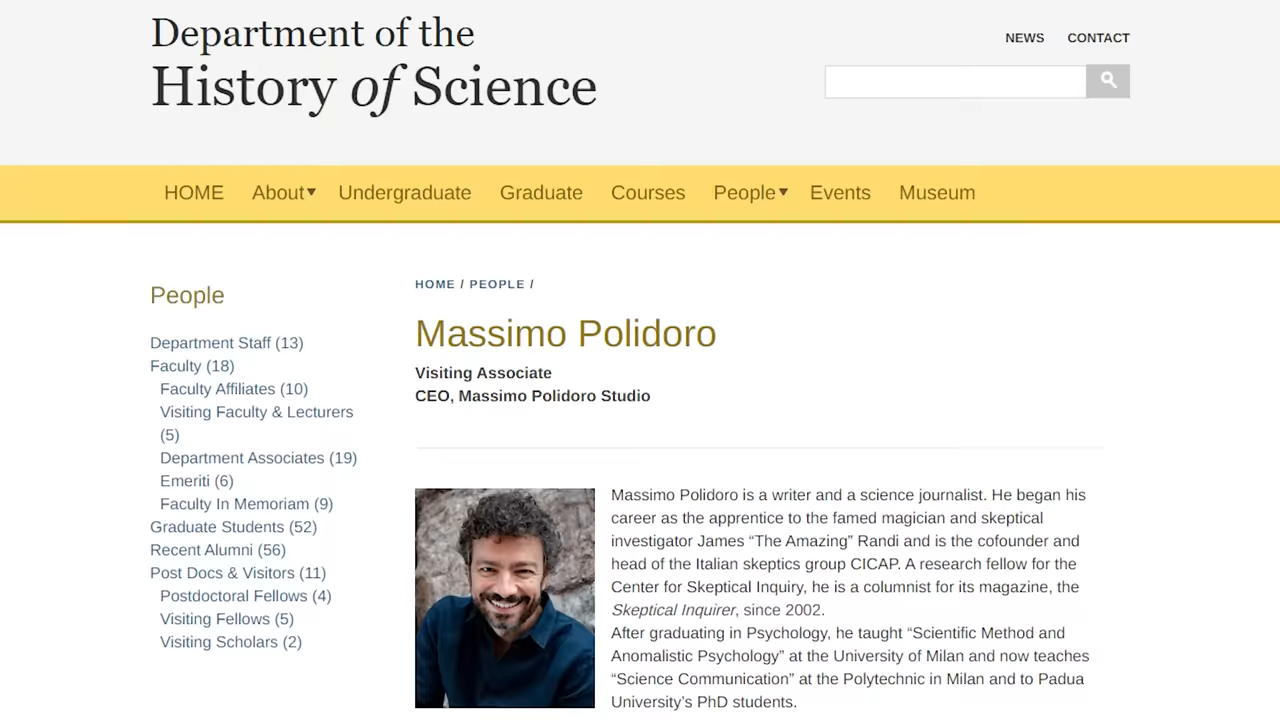 Department of the
History of Science
NEWS CONTACT
HOME About Undergraduate Graduate Courses People Events Museum
People
Department Staff (13)
Faculty (18)
Faculty Affiliates (10)
Visiting Faculty & Lecturers
(5)
Department Associates (19)
Emeriti (6)
Faculty In Memoriam (9)
Graduate Students (52)
Recent Alumni (56)
Post Docs & Visitors (11)
Postdoctoral Fellows (4)
Visiting Fellows (5)
Visiting Scholars (2)
HOME / PEOPLE /
Massimo Polidoro
Visiting Associate
CEO, Massimo Polidoro Studio
Massimo Polidoro is a writer and a science journalist. He began his
career as the apprentice to the famed magician and skeptical
investigator James “The Amazing” Randi and is the cofounder and
head of the Italian skeptics group CICAP. A research fellow for the
Center for Skeptical Inquiry, he is a columnist for its magazine, the
Skeptical Inquirer, since 2002.
After graduating in Psychology, he taught “Scientific Method and
Anomalistic Psychology” at the University of Milan and now teaches
“Science Communication” at the Polytechnic in Milan and to Padua
University’s PhD students.